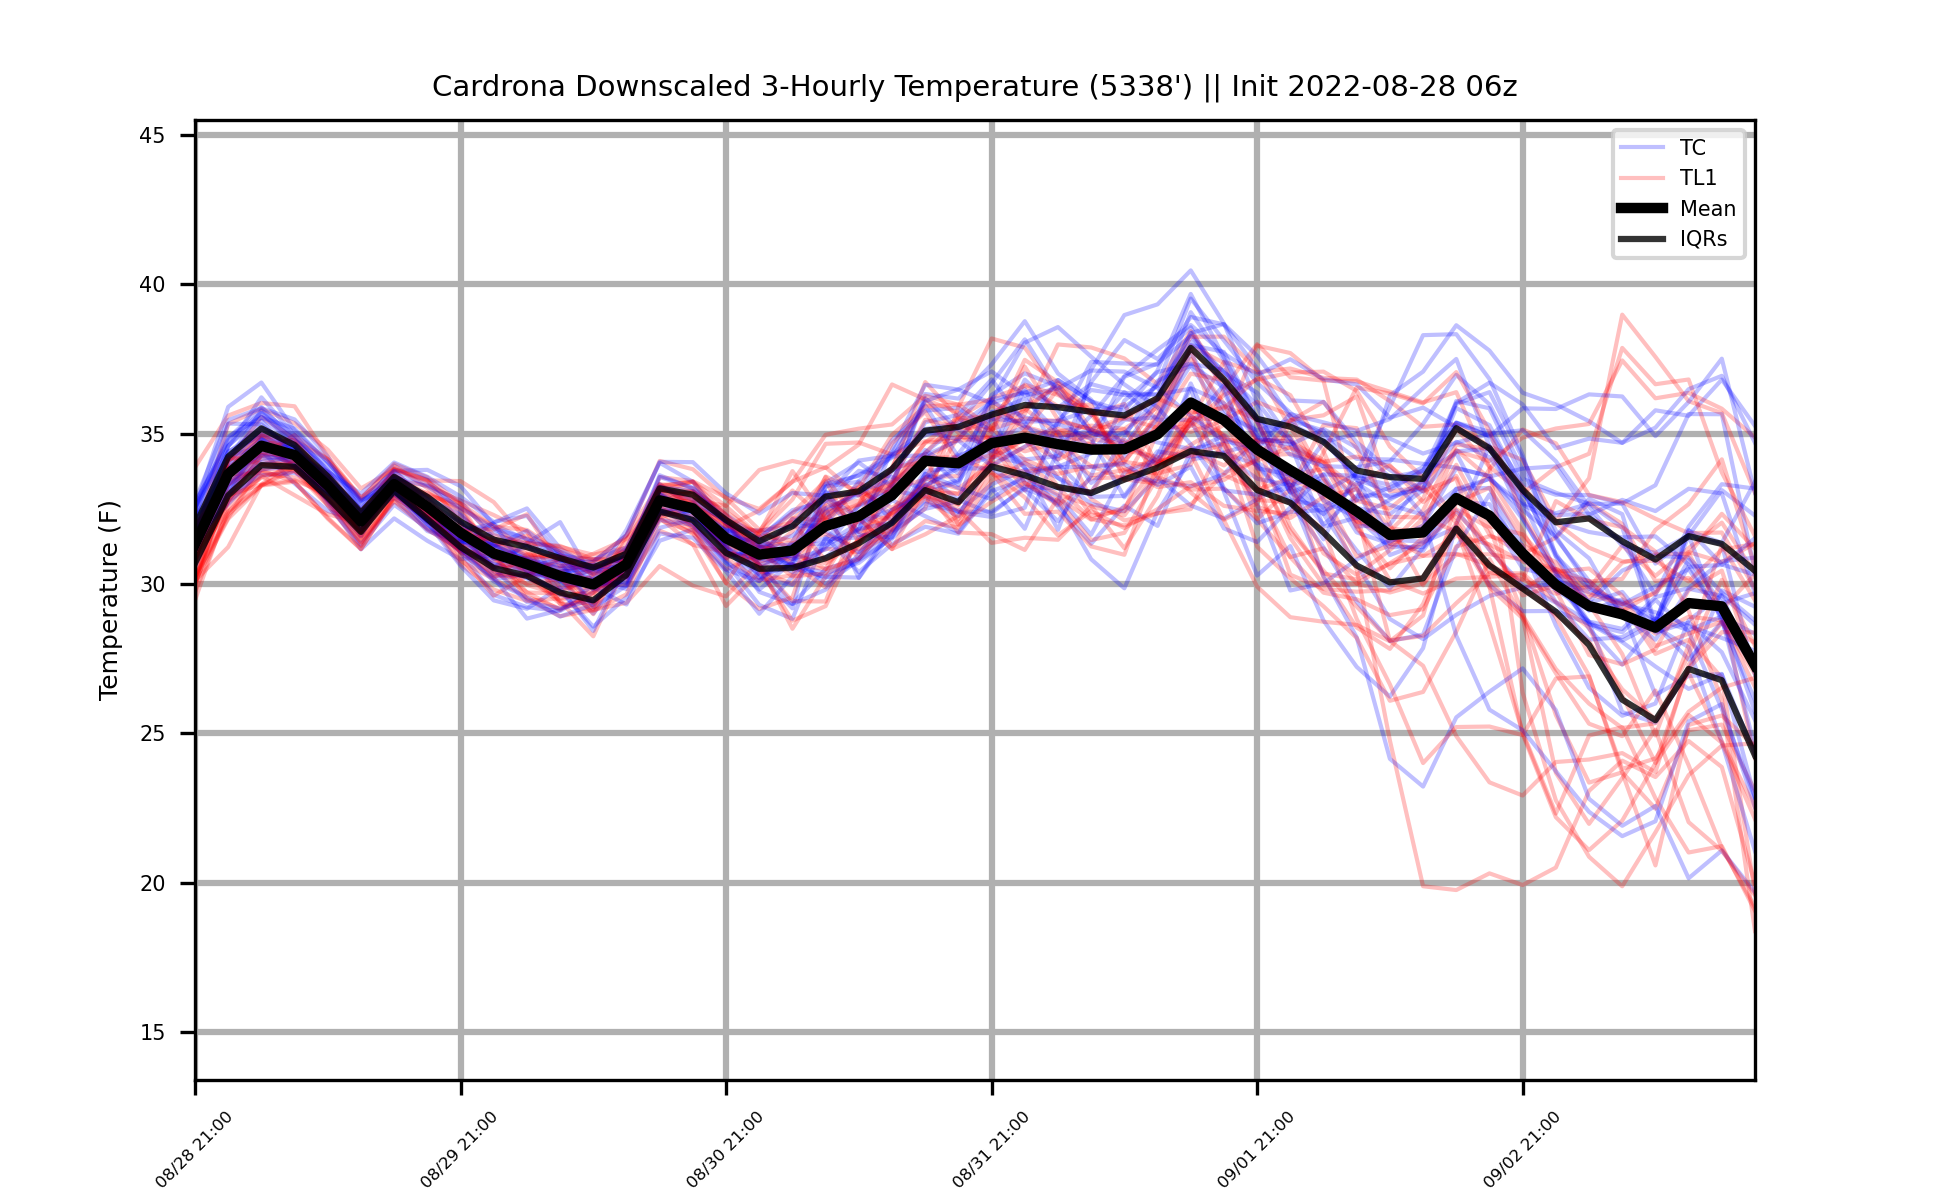 Cardrona Downscaled 3-Hourly Temperature (5338') || Init 2022-08-28 06z
TC
TL1
Mean
IQRs
Temperature (F)
45
40
35
30
25
20
15
08/28 21:00
08/29 21:00
08/30 21:00
08/31 21:00
09/01 21:00
09/02 21:00